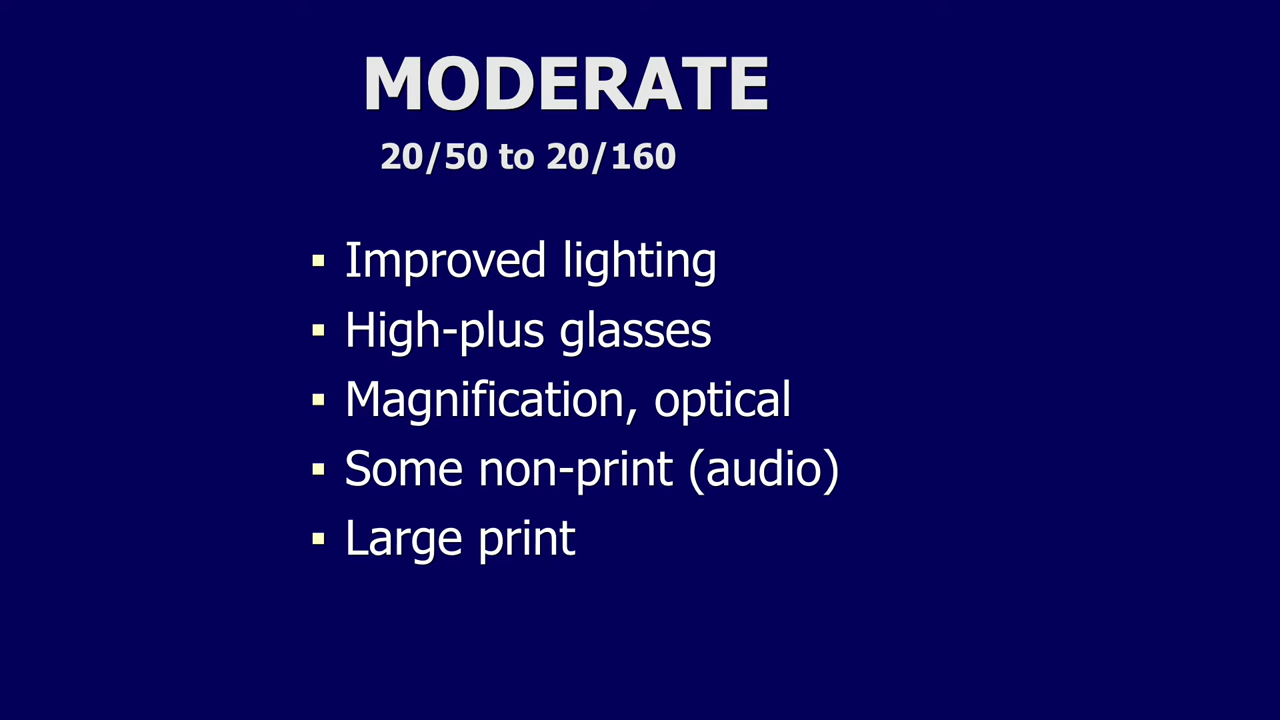 MODERATE
20/50 to 20/160
▪ Improved lighting
▪ High-plus glasses
▪ Magnification, optical
▪ Some non-print (audio)
▪ Large print